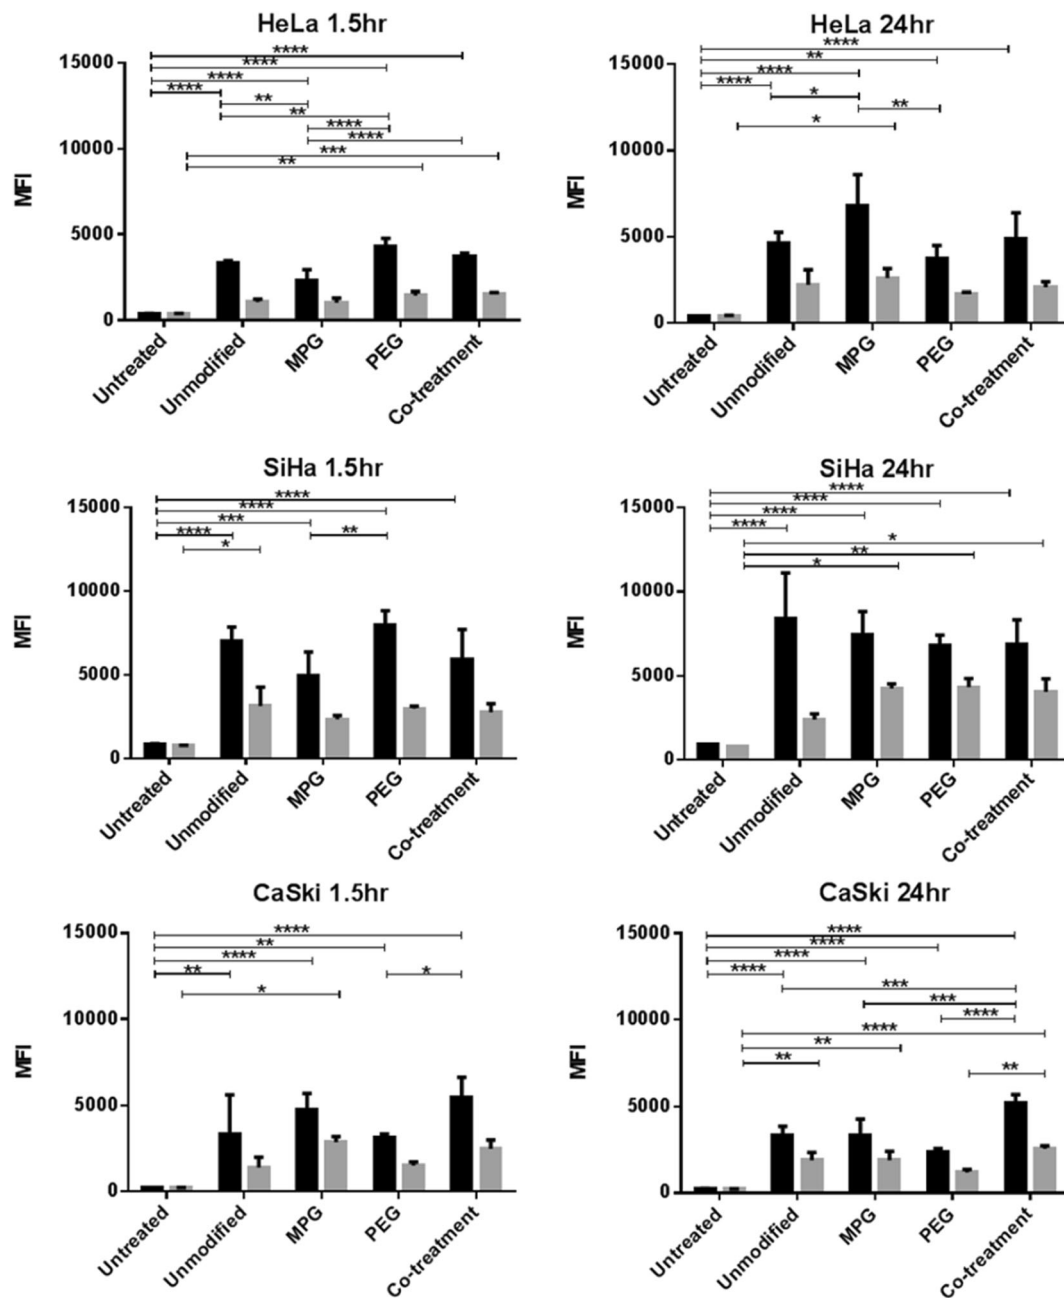 HeLa 1.5hr
****
****
****
****
**
**
****
****
***
**
15000
10000
5000
0
MFI
Untreated
Unmodified
MPG
PEG
Co-treatment
HeLa 24hr
****
**
****
****
*
**
*
15000
10000
5000
0
MFI
Untreated
Unmodified
MPG
PEG
Co-treatment
SiHa 1.5hr
****
****
***
****
**
*
15000
10000
5000
0
MFI
Untreated
Unmodified
MPG
PEG
Co-treatment
SiHa 24hr
****
****
****
****
*
**
*
15000
10000
5000
0
MFI
Untreated
Unmodified
MPG
PEG
Co-treatment
CaSki 1.5hr
****
**
****
**
*
*
15000
10000
5000
0
MFI
Untreated
Unmodified
MPG
PEG
Co-treatment
CaSki 24hr
****
****
****
****
***
***
****
****
**
**
**
15000
10000
5000
0
MFI
Untreated
Unmodified
MPG
PEG
Co-treatment